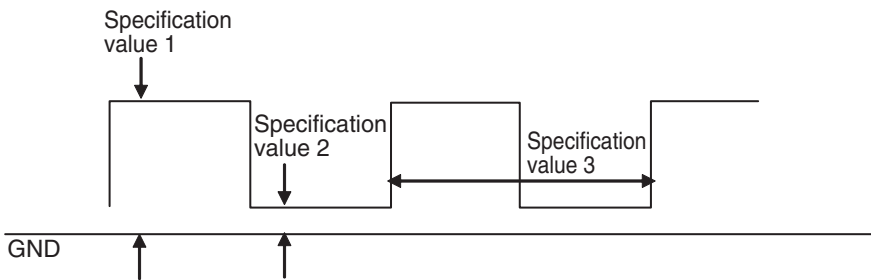 Specification
value 1
Specification
value 2
Specification
value 3
GND